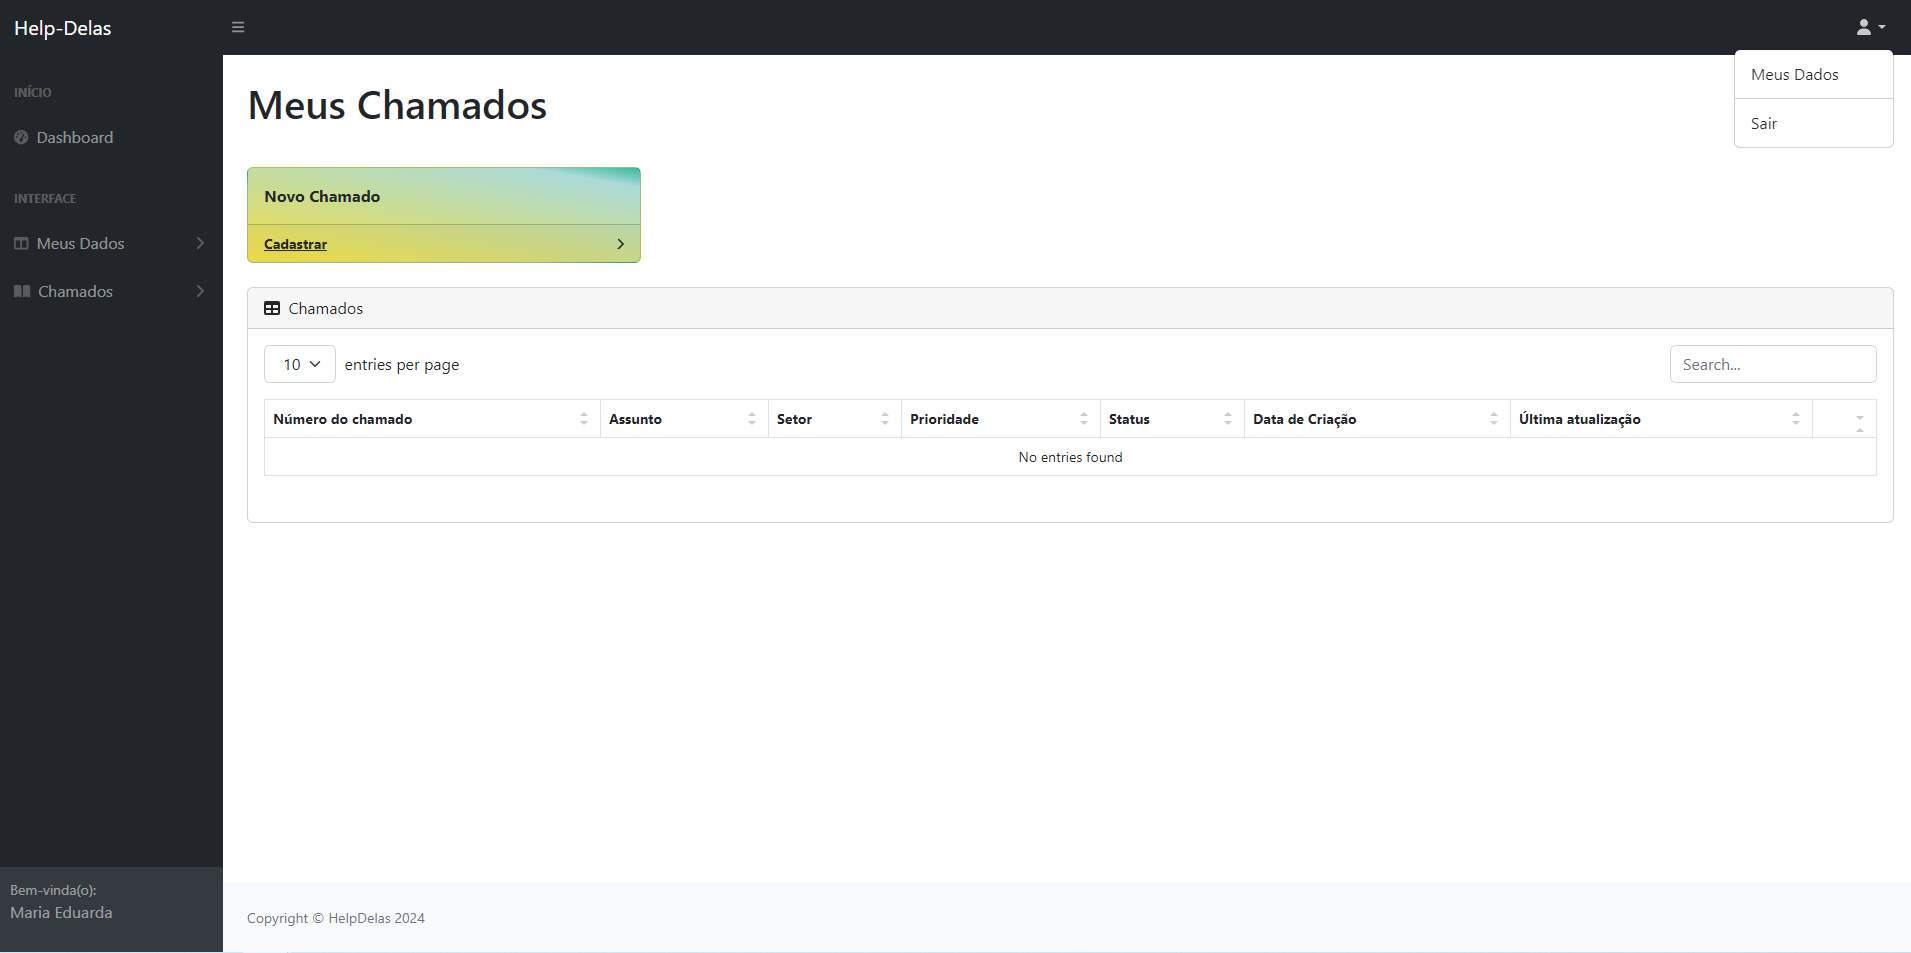 Help-Delas
Meus Dados
Sair
INÍCIO
Dashboard
INTERFACE
Meus Dados
Chamados
Meus Chamados
Novo Chamado
Cadastrar
Chamados
10 entries per page Search...
Número do chamado Assunto Setor Prioridade Status Data de Criação Última atualização
No entries found
Bem-vinda(o):
Maria Eduarda
Copyright © HelpDelas 2024